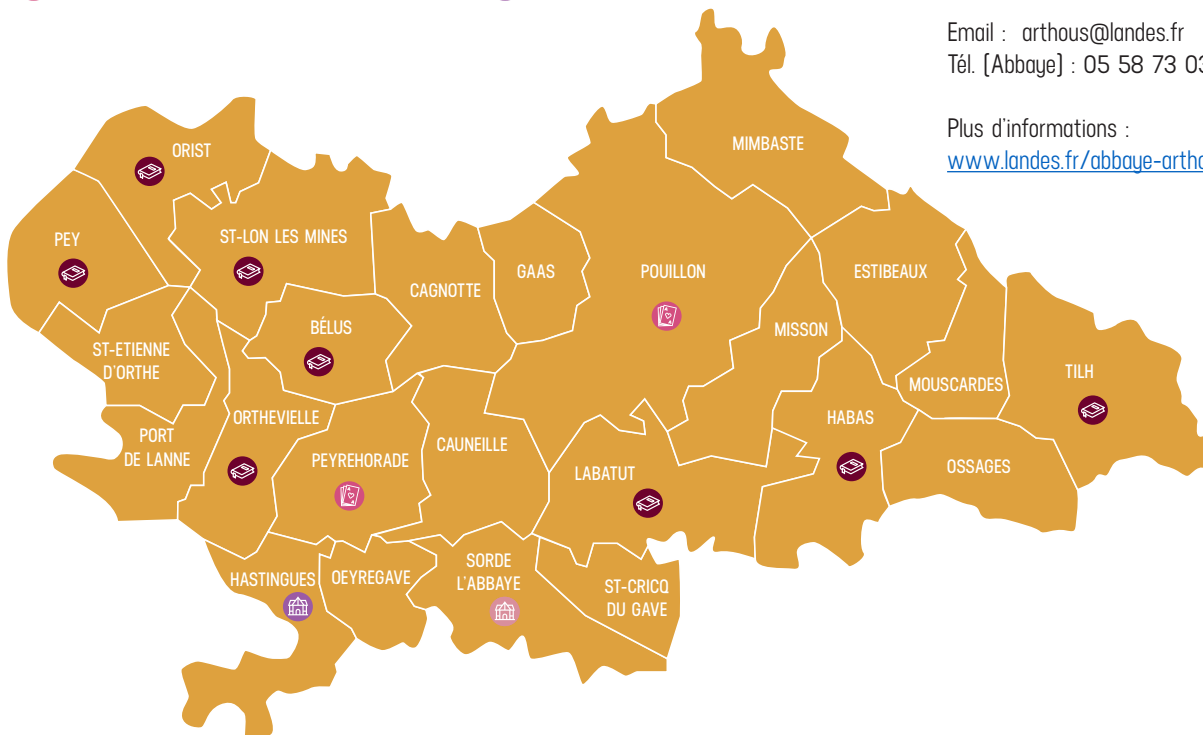 Email : arthous@landes.fr
Tél. (Abbaye) : 05 58 73 03
Plus d'informations :
www.landes.fr/abbaye-artho
MIMBASTE
ORIST
PEY
ST-LON LES MINES
CAGNOTTE
GAAS
POUILLON
ESTIBEAUX
BÉLUS
MISSON
ST-ETIENNE
D'ORTHE
TILH
MOUSCARDES
ORTHEVIELLE
HABAS
PORT
DE LANNE
CAUNEILLE
PEYREHORADE
OSSAGES
LABATUT
SORDE
L'ABBAYE
HASTINGUES
OEYREGAVE
ST-CRICQ
DU GAVE